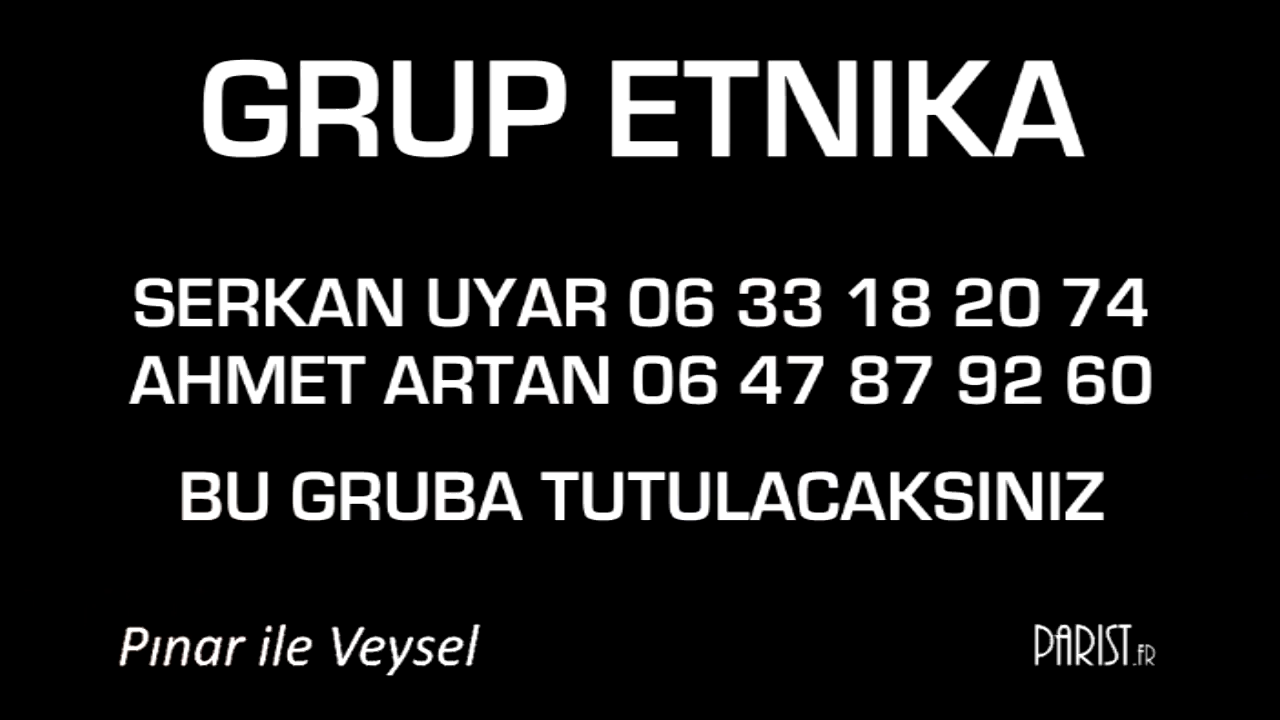 GRUP ETNIKA
SERKAN UYAR 06 33 18 20 74
AHMET ARTAN 06 47 87 92 60
BU GRUBA TUTULACAKSINIZ
Pınar ile Veysel
PARIST.FR